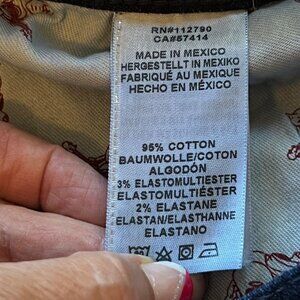 RN#112790
CA#57414
MADE IN MEXICO
HERGESTELLT IN MEXIKO
FABRIQUÉ AU MEXIQUE
HECHO EN MÉXICO
95% COTTON
BAUMWOLLE/COTON
ALGODÓN
3% ELASTOMULTIESTER
ELASTOMULTIÉSTER
2% ELASTANE
ELASTAN/ELASTHANNE
ELASTANO